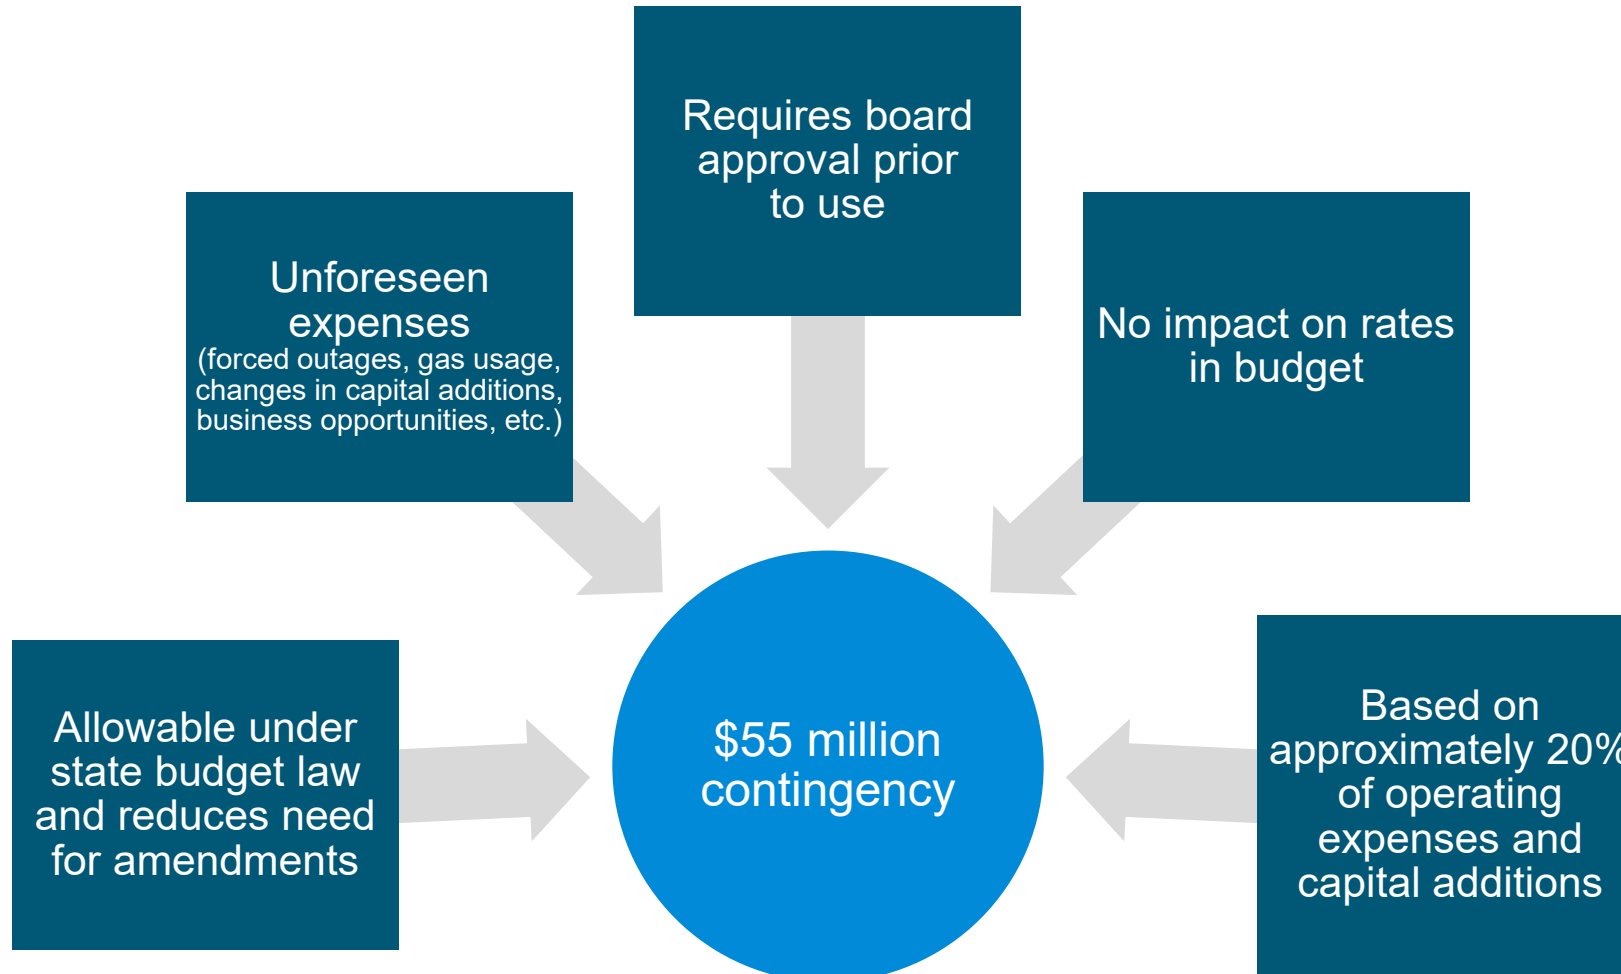 Requires board
approval prior
to use
Unforeseen
expenses
(forced outages, gas usage,
changes in capital additions,
business opportunities, etc.)
No impact on rates
in budget
Allowable under
state budget law
and reduces need
for amendments
$55 million
contingency
Based on
approximately 20%
of operating
expenses and
capital additions